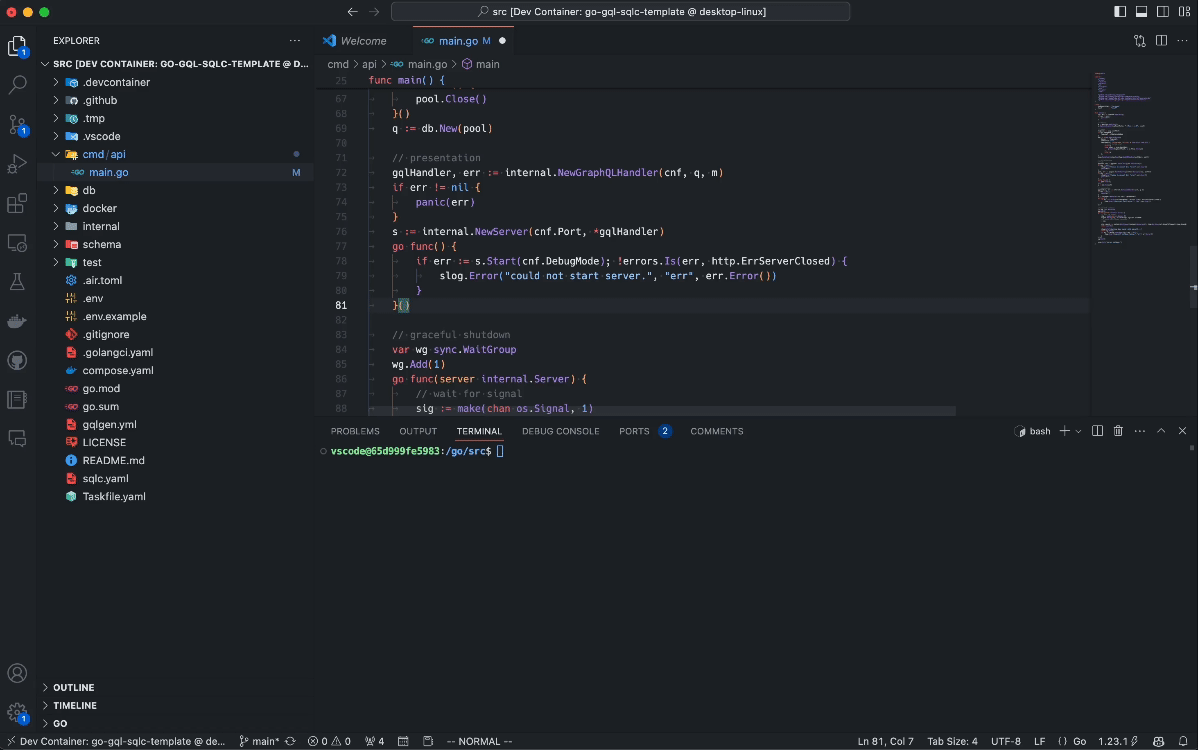 src [Dev Container: go-gql-sqlc-template @ desktop-linux]
EXPLORER
SRC [DEV CONTAINER: GO-GQL-SQLC-TEMPLATE @ D...
.devcontainer
.github
.tmp
.vscode
cmd/api
main.go M
db
docker
internal
schema
test
.air.toml
.env
.env.example
.gitignore
.golangci.yaml
compose.yaml
go.mod
go.sum
gqlgen.yml
LICENSE
README.md
sqlc.yaml
Taskfile.yaml
OUTLINE
TIMELINE
GO
Welcome
main.go M
cmd > api > main.go > main
25 func main() {
67 pool.Close()
68 }()
69 q := db.New(pool)
70
71 // presentation
72 gqlHandler, err := internal.NewGraphQLHandler(cnf, q, m)
73 if err != nil {
74 panic(err)
75 }
76 s := internal.NewServer(cnf.Port, *gqlHandler)
77 go func() {
78 if err := s.Start(cnf.DebugMode); !errors.Is(err, http.ErrServerClosed) {
79 slog.Error("could not start server.", "err", err.Error())
80 }
81 }()
82
83 // graceful shutdown
84 var wg sync.WaitGroup
85 wg.Add(1)
86 go func(server internal.Server) {
87 // wait for signal
88 sig := make(chan os.Signal, 1)
PROBLEMS OUTPUT TERMINAL DEBUG CONSOLE PORTS 2 COMMENTS
bash
vscode@65d999fe5983:/go/src$
1
1
1
Dev Container: go-gql-sqlc-template @ de... main* 0 0 4 -- NORMAL -- Ln 81, Col 7 Tab Size: 4 UTF-8 LF {} Go 1.23.1